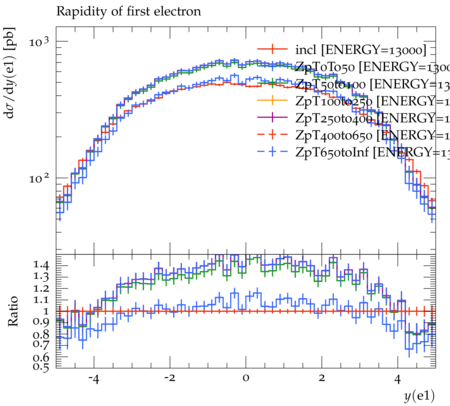 Rapidity of first electron
dσ/dy(e1) [pb]
10³
10²
incl [ENERGY=13000]
ZpT0to50 [ENERGY=1300
ZpT50to100 [ENERGY=13
ZpT100to250 [ENERGY=1
ZpT250to400 [ENERGY=1
ZpT400to650 [ENERGY=1
ZpT650toInf [ENERGY=13
Ratio
1.4
1.3
1.2
1.1
1
0.9
0.8
0.7
0.6
0.5
-4 -2 0 2 4
y(e1)